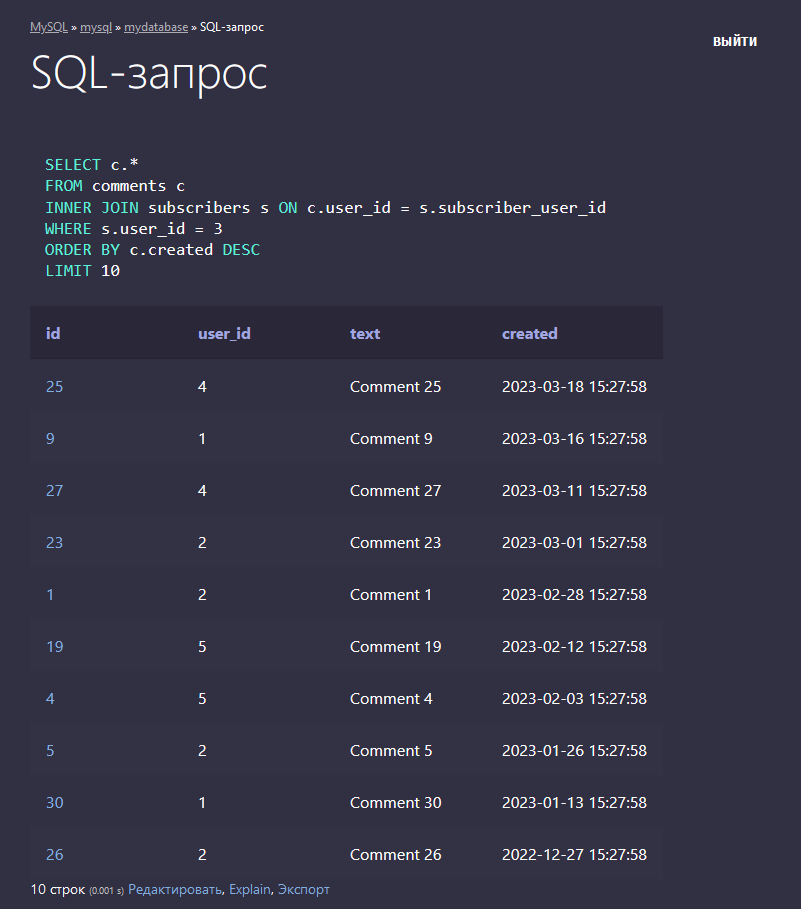 MySQL » mysql » mydatabase » SQL-запрос
выйти
SQL-запрос
SELECT c.*
FROM comments c
INNER JOIN subscribers s ON c.user_id = s.subscriber_user_id
WHERE s.user_id = 3
ORDER BY c.created DESC
LIMIT 10
id user_id text created
25 4 Comment 25 2023-03-18 15:27:58
9 1 Comment 9 2023-03-16 15:27:58
27 4 Comment 27 2023-03-11 15:27:58
23 2 Comment 23 2023-03-01 15:27:58
1 2 Comment 1 2023-02-28 15:27:58
19 5 Comment 19 2023-02-12 15:27:58
4 5 Comment 4 2023-02-03 15:27:58
5 2 Comment 5 2023-01-26 15:27:58
30 1 Comment 30 2023-01-13 15:27:58
26 2 Comment 26 2022-12-27 15:27:58
10 строк (0.001 s) Редактировать, Explain, Экспорт